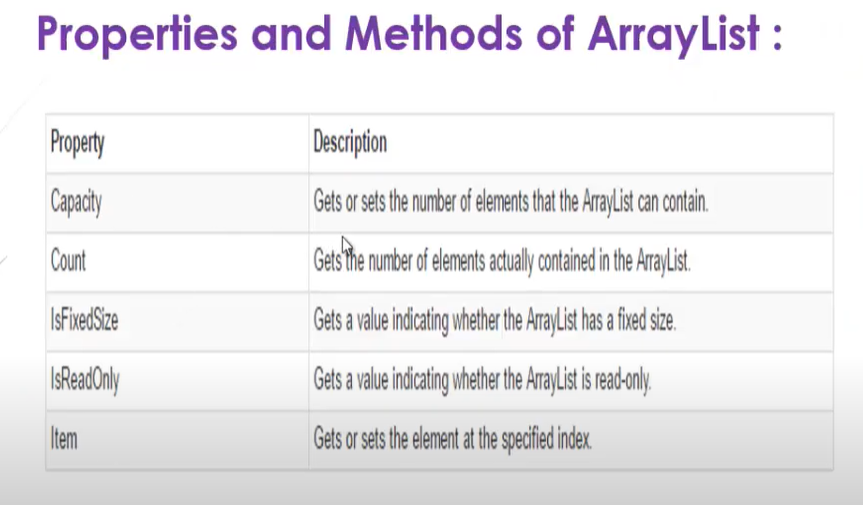 Properties and Methods of ArrayList :
Property Description
Capacity Gets or sets the number of elements that the ArrayList can contain.
Count Gets the number of elements actually contained in the ArrayList.
IsFixedSize Gets a value indicating whether the ArrayList has a fixed size.
IsReadOnly Gets a value indicating whether the ArrayList is read-only.
Item Gets or sets the element at the specified index.